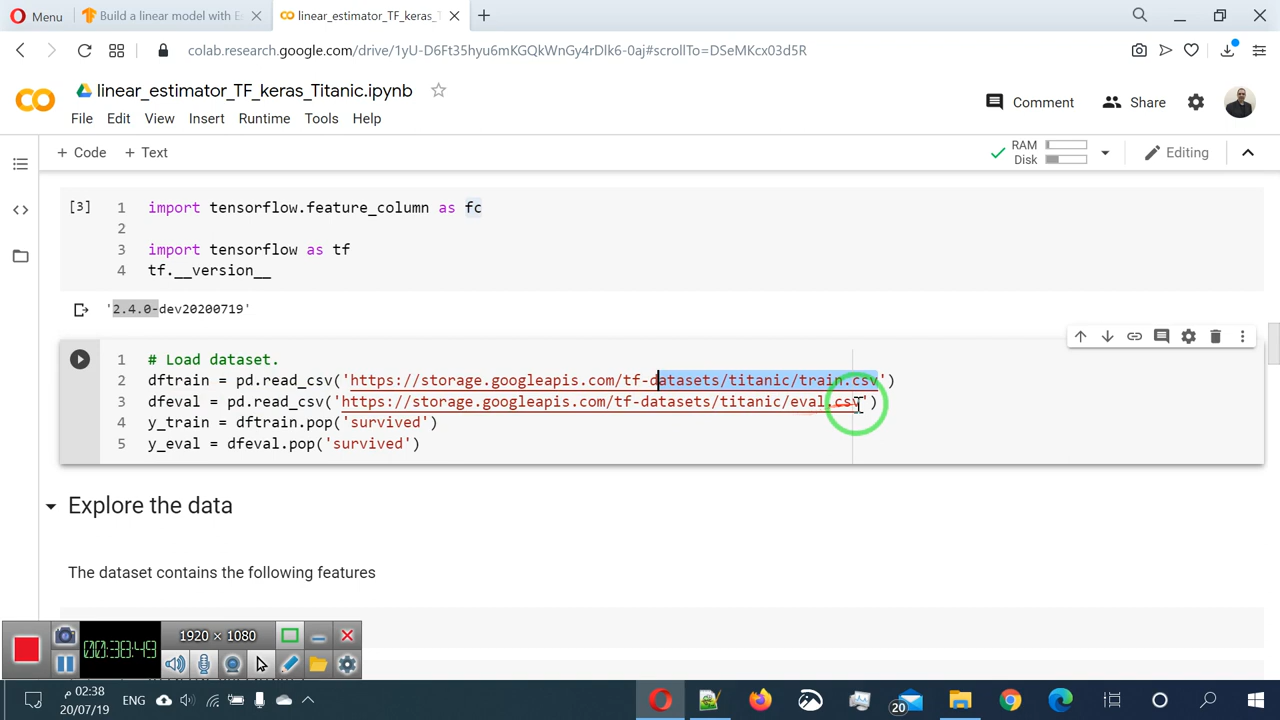 Menu
Build a linear model with Es
linear_estimator_TF_keras_T
colab.research.google.com/drive/1yU-D6Ft35hyu6mKGQkWnGy4rDlk6-0aj#scrollTo=DSeMKcx03d5R
linear_estimator_TF_keras_Titanic.ipynb
Comment
Share
File Edit View Insert Runtime Tools Help
+ Code + Text
RAM
Disk
Editing
[3]
1 import tensorflow.feature_column as fc
2
3 import tensorflow as tf
4 tf.__version__
'2.4.0-dev20200719'
1 # Load dataset.
2 dftrain = pd.read_csv('https://storage.googleapis.com/tf-datasets/titanic/train.csv')
3 dfeval = pd.read_csv('https://storage.googleapis.com/tf-datasets/titanic/eval.csv')
4 y_train = dftrain.pop('survived')
5 y_eval = dfeval.pop('survived')
Explore the data
The dataset contains the following features
00:38:49
1920 × 1080
02:38 م
20/07/19
ENG
20